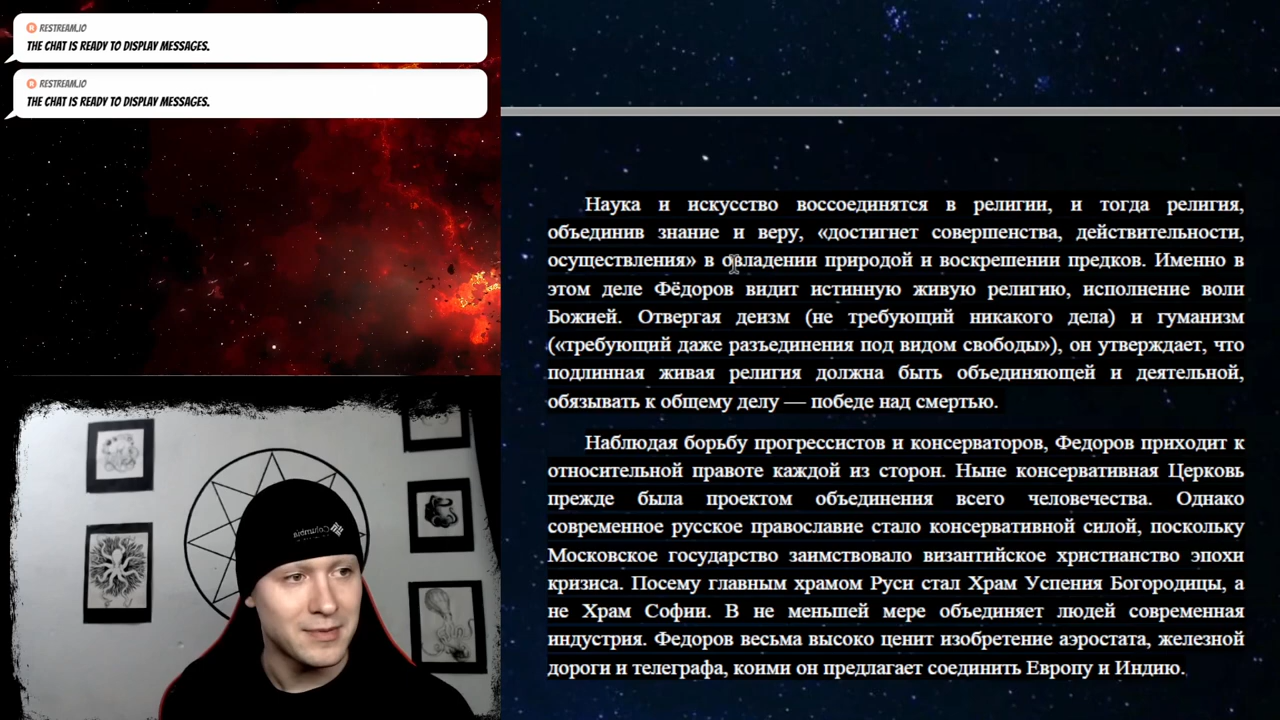 RESTREAM.IO
THE CHAT IS READY TO DISPLAY MESSAGES.
RESTREAM.IO
THE CHAT IS READY TO DISPLAY MESSAGES.
Наука и искусство воссоединятся в религии, и тогда религия,
объединив знание и веру, «достигнет совершенства, действительности,
осуществления» в овладении природой и воскрешении предков. Именно в
этом деле Фёдоров видит истинную живую религию, исполнение воли
Божией. Отвергая деизм (не требующий никакого дела) и гуманизм
(«требующий даже разъединения под видом свободы»), он утверждает, что
подлинная живая религия должна быть объединяющей и деятельной,
обязывать к общему делу — победе над смертью.
Наблюдая борьбу прогрессистов и консерваторов, Федоров приходит к
относительной правоте каждой из сторон. Ныне консервативная Церковь
прежде была проектом объединения всего человечества. Однако
современное русское православие стало консервативной силой, поскольку
Московское государство заимствовало византийское христианство эпохи
кризиса. Посему главным храмом Руси стал Храм Успения Богородицы, а
не Храм Софии. В не меньшей мере объединяет людей современная
индустрия. Федоров весьма высоко ценит изобретение аэростата, железной
дороги и телеграфа, коими он предлагает соединить Европу и Индию.
Columbia